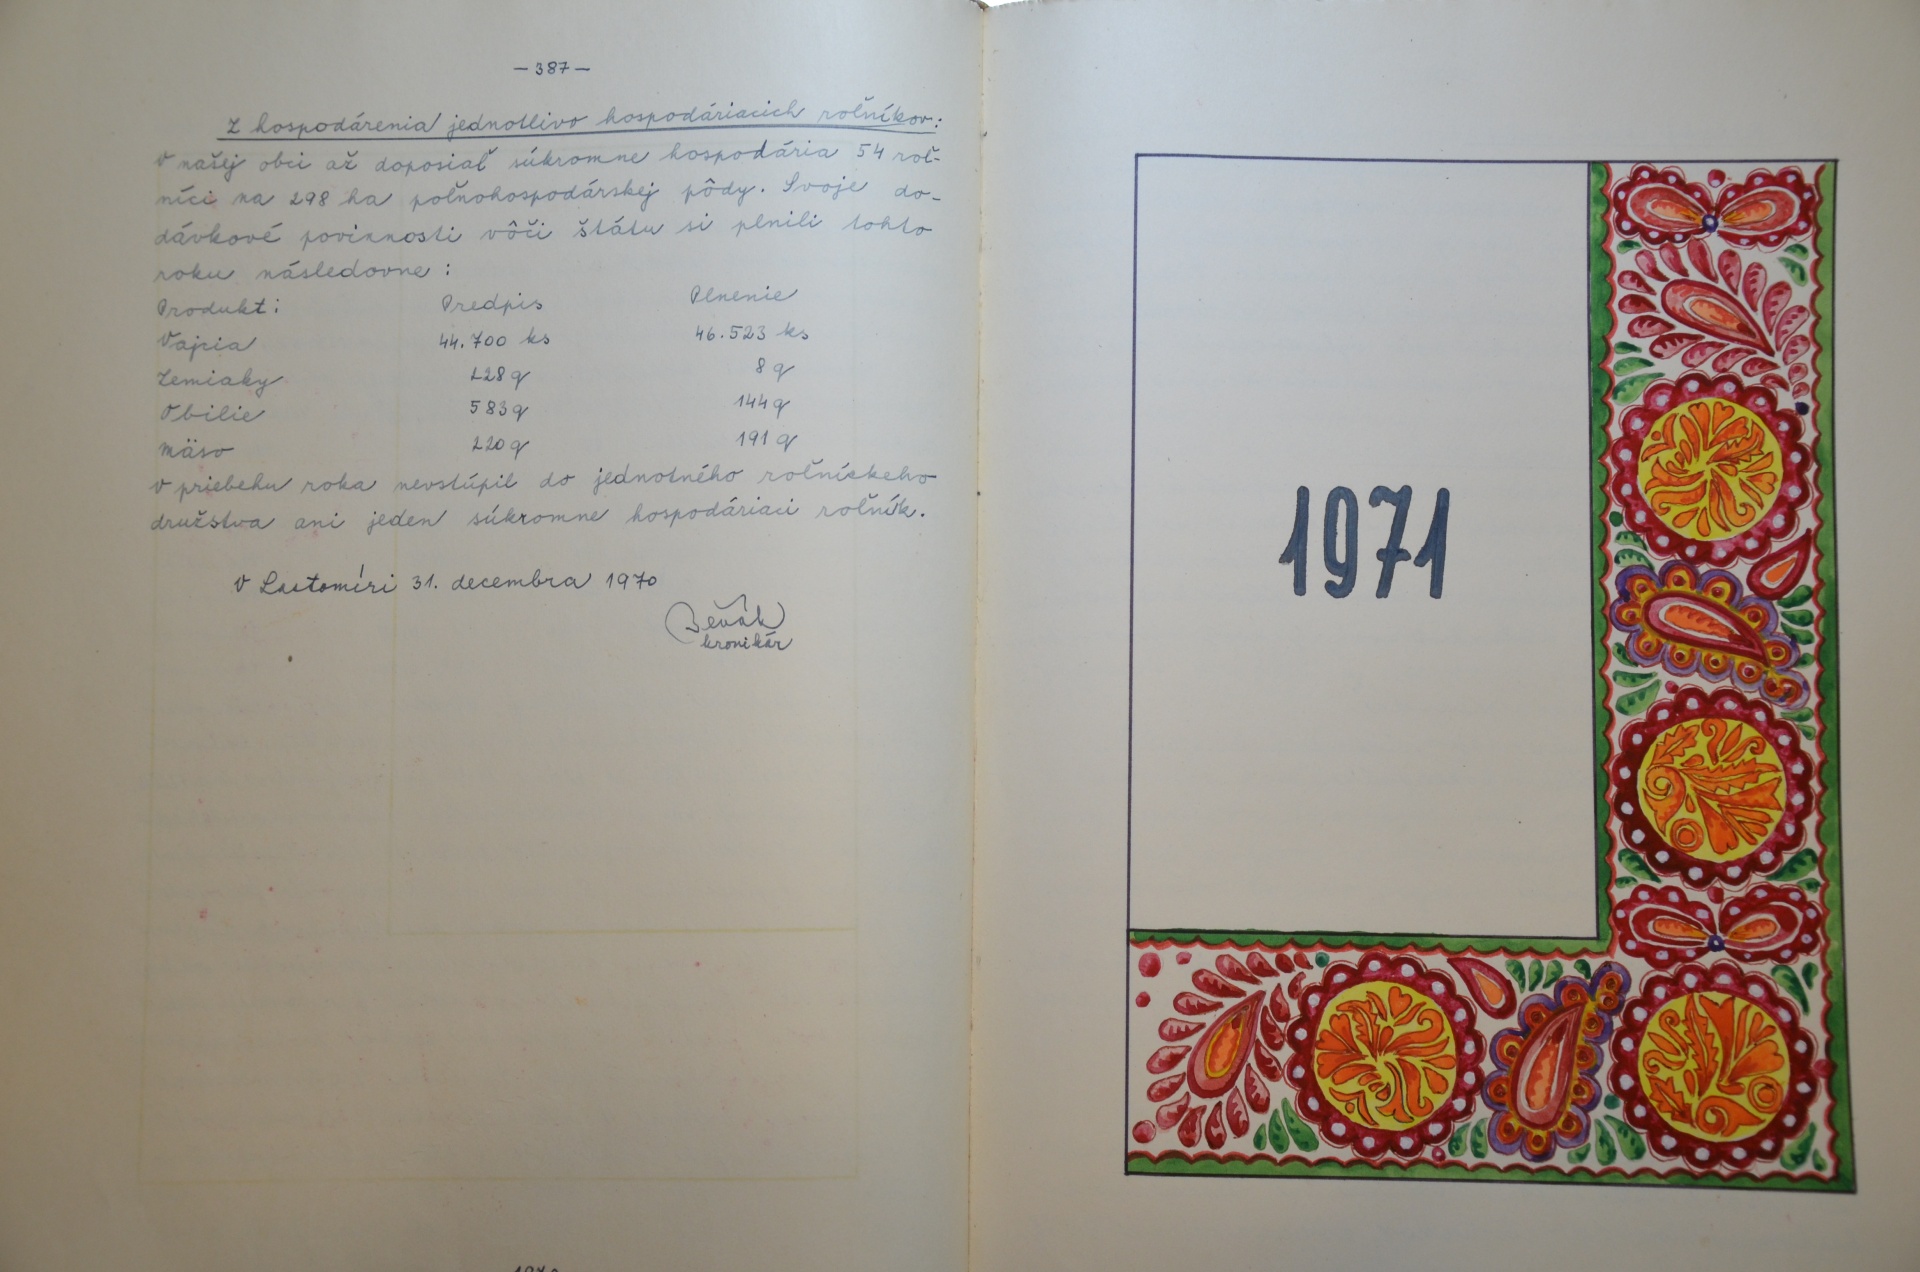 – 387 –
Z hospodárenia jednotlivo hospodáriacich roľníkov:
V našej obci až doposiaľ súkromne hospodária 54 roľ-
níci na 298 ha poľnohospodárskej pôdy. Svoje do-
dávkové povinnosti vôči štátu si plnili tohto
roku následovne:
Produkt: Predpis Plnenie
Vajcia 44.700 ks 46.523 ks
Zemiaky 128 q 8 q
Obilie 583 q 144 q
Mäso 220 q 191 q
V priebehu roka nevstúpil do jednotného roľníckeho
družstva ani jeden súkromne hospodáriaci roľník.
V Lastomíri 31. decembra 1970
kronikár
1971